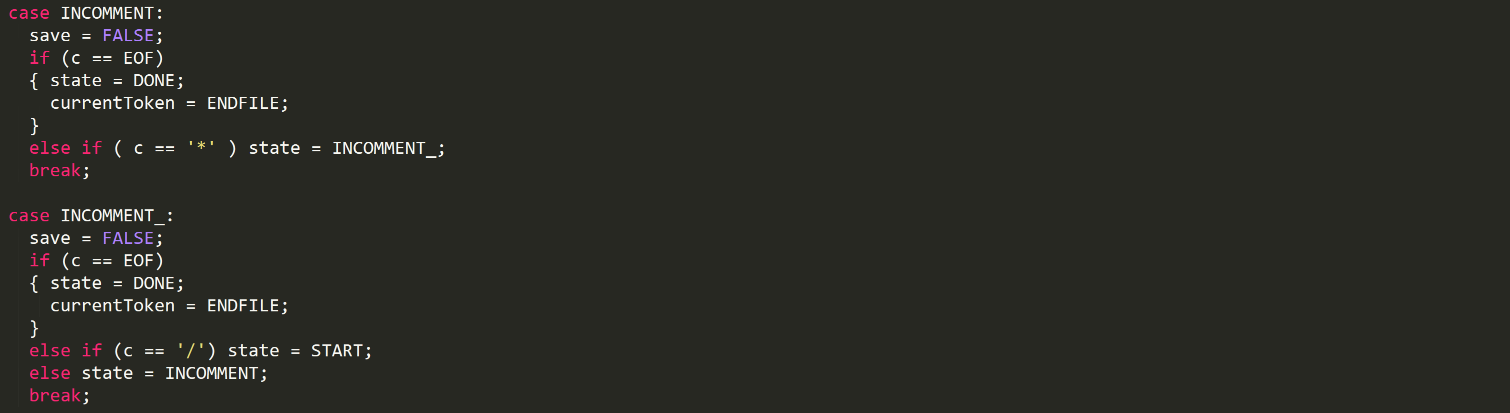 case INCOMMENT:
  save = FALSE;
  if (c == EOF)
  { state = DONE;
    currentToken = ENDFILE;
  }
  else if ( c == '*' ) state = INCOMMENT_;
  break;

case INCOMMENT_:
  save = FALSE;
  if (c == EOF)
  { state = DONE;
    currentToken = ENDFILE;
  }
  else if (c == '/') state = START;
  else state = INCOMMENT;
  break;